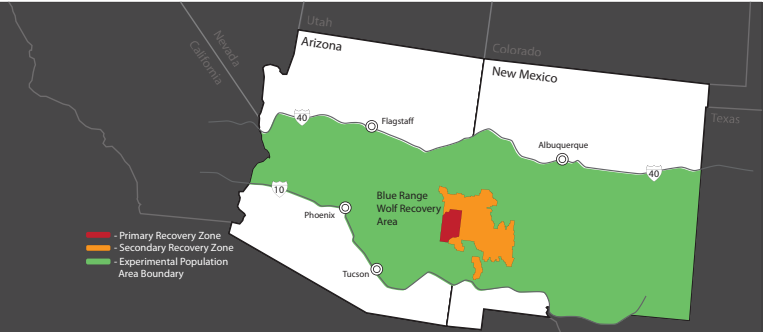 Utah
Colorado
Nevada
California
Arizona
New Mexico
Texas
40
Flagstaff
Albuquerque
40
10
Blue Range
Wolf Recovery
Area
Phoenix
Tucson
- Primary Recovery Zone
- Secondary Recovery Zone
- Experimental Population
Area Boundary